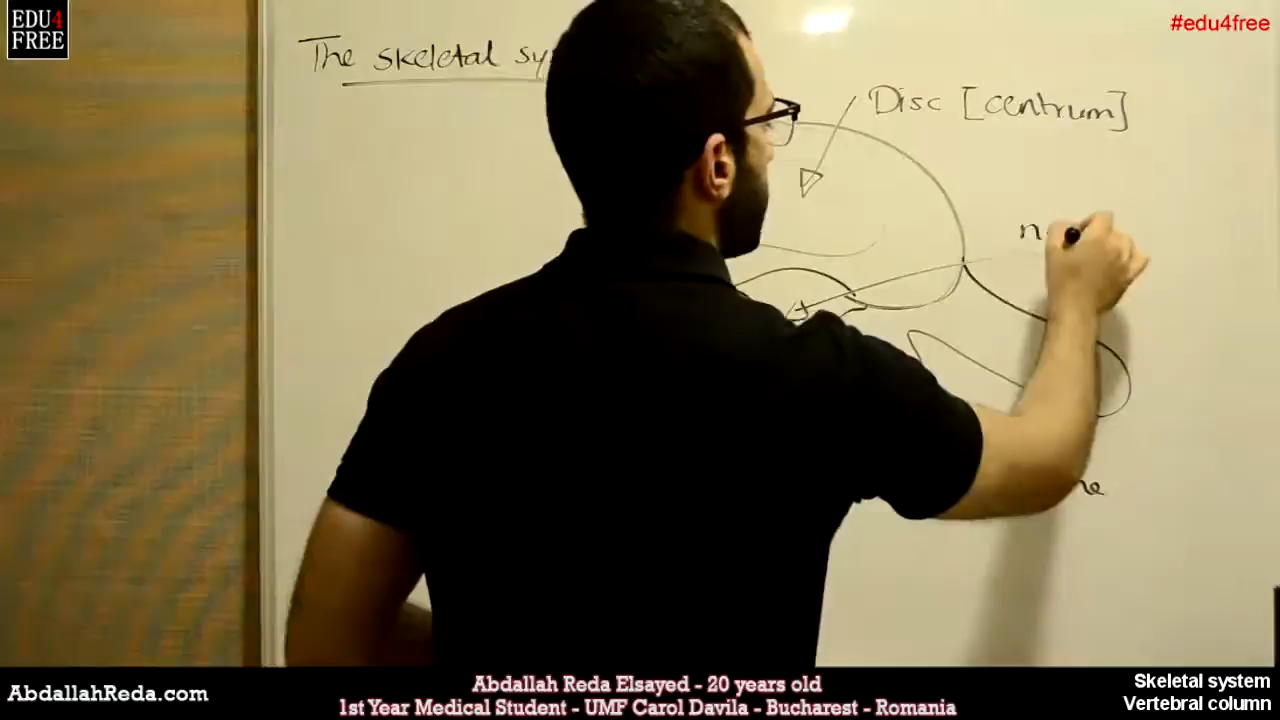 EDU4
FREE
#edu4free
The skeletal sy
Disc [centrum]
n
AbdallahReda.com
Abdallah Reda Elsayed - 20 years old
1st Year Medical Student - UMF Carol Davila - Bucharest - Romania
Skeletal system
Vertebral column